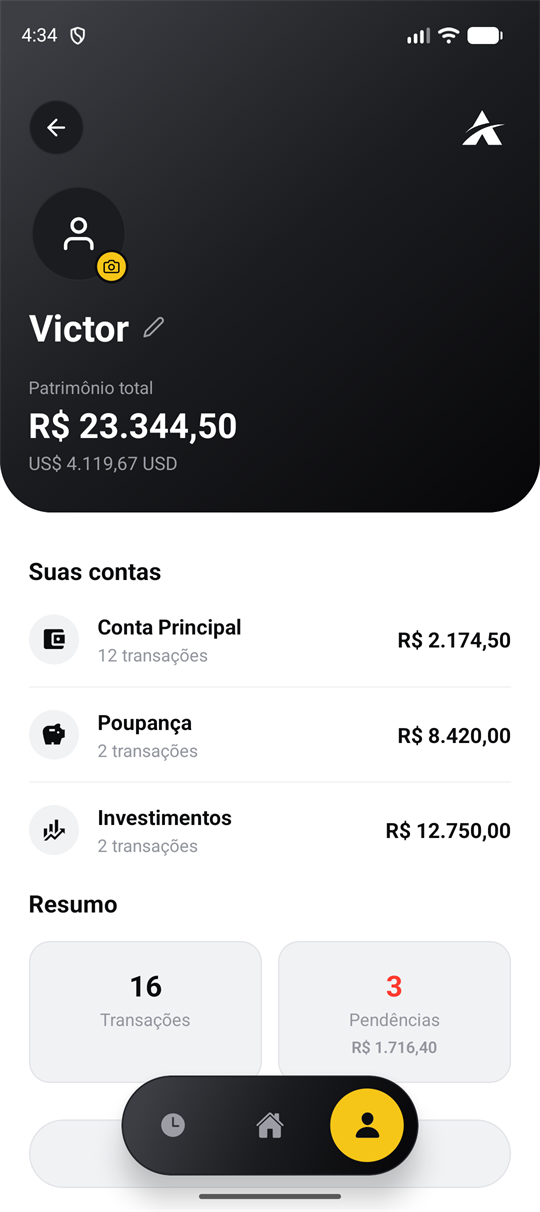 4:34
Victor
Patrimônio total
R$ 23.344,50
US$ 4.119,67 USD
Suas contas
Conta Principal
12 transações
R$ 2.174,50
Poupança
2 transações
R$ 8.420,00
Investimentos
2 transações
R$ 12.750,00
Resumo
16
Transações
3
Pendências
R$ 1.716,40